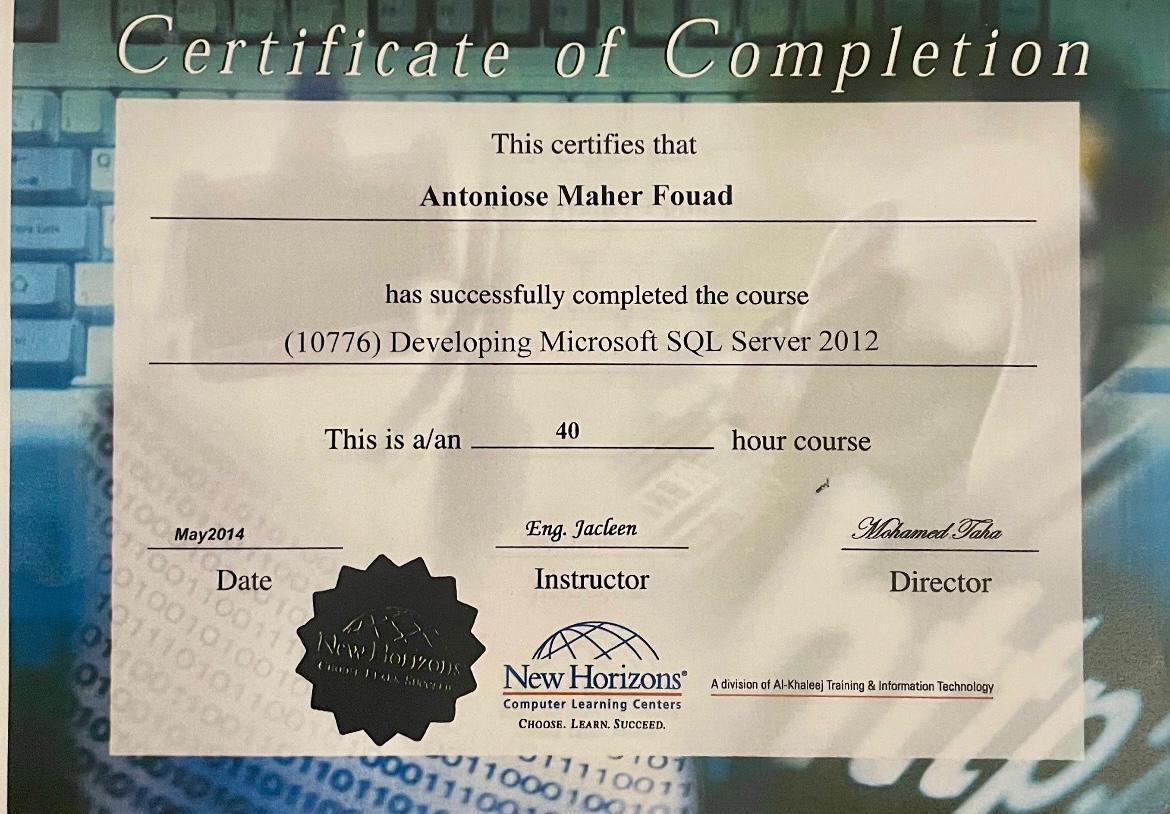 Certificate of Completion
This certifies that
Antoniose Maher Fouad
has successfully completed the course
(10776) Developing Microsoft SQL Server 2012
This is a/an 40 hour course
May2014 Eng. Jacleen Mohamed Taha
Date Instructor Director
New Horizons
Choose. Learn. Succeed.
New Horizons®
Computer Learning Centers
CHOOSE. LEARN. SUCCEED.
A division of Al-Khaleej Training & Information Technology
http: